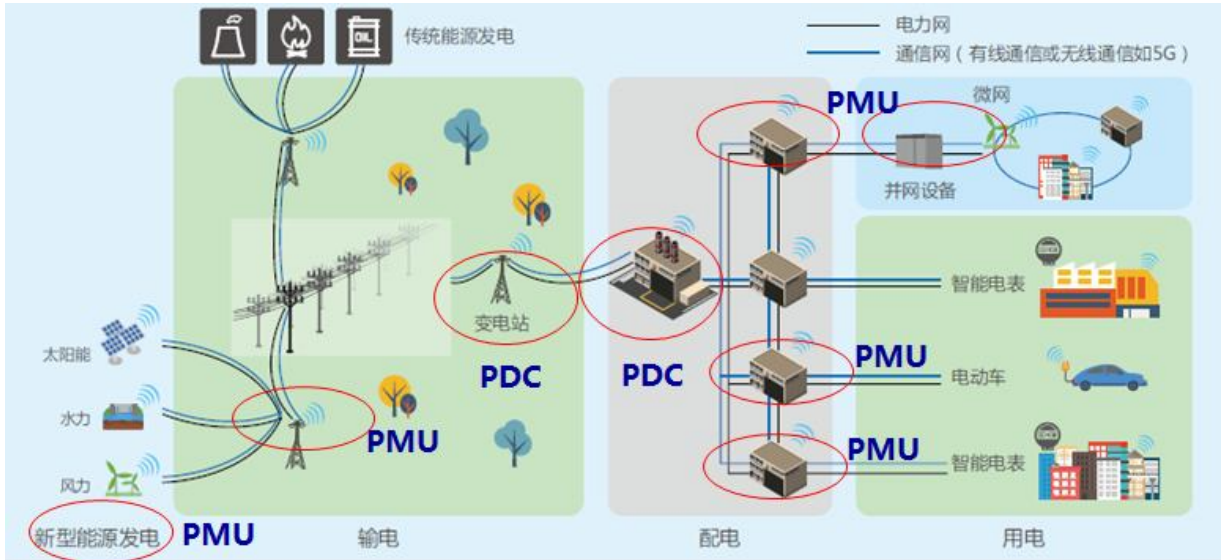 传统能源发电
OIL
电力网
通信网（有线通信或无线通信如5G）
PMU
微网
并网设备
变电站
PDC
PDC
智能电表
太阳能
PMU
电动车
水力
PMU
PMU
智能电表
风力
新型能源发电
PMU
输电
配电
用电